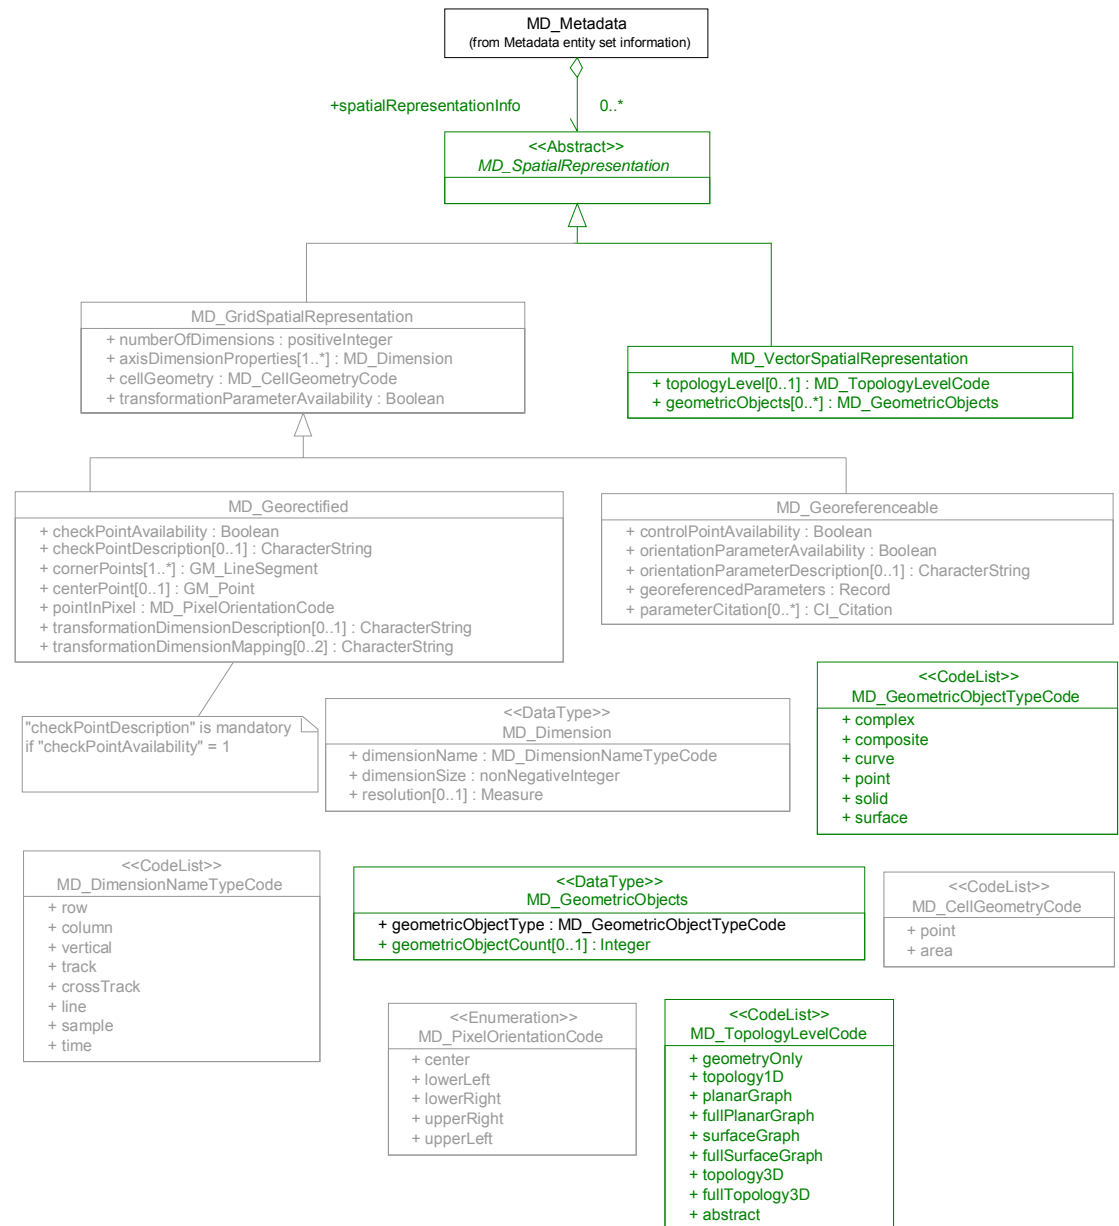 MD_Metadata
(from Metadata entity set information)
+spatialRepresentationInfo 0..*
<<Abstract>>
MD_SpatialRepresentation
MD_GridSpatialRepresentation
+ numberOfDimensions : positiveInteger
+ axisDimensionProperties[1..*] : MD_Dimension
+ cellGeometry : MD_CellGeometryCode
+ transformationParameterAvailability : Boolean
MD_VectorSpatialRepresentation
+ topologyLevel[0..1] : MD_TopologyLevelCode
+ geometricObjects[0..*] : MD_GeometricObjects
MD_Georectified
+ checkPointAvailability : Boolean
+ checkPointDescription[0..1] : CharacterString
+ cornerPoints[1..*] : GM_LineSegment
+ centerPoint[0..1] : GM_Point
+ pointInPixel : MD_PixelOrientationCode
+ transformationDimensionDescription[0..1] : CharacterString
+ transformationDimensionMapping[0..2] : CharacterString
MD_Georeferenceable
+ controlPointAvailability : Boolean
+ orientationParameterAvailability : Boolean
+ orientationParameterDescription[0..1] : CharacterString
+ georeferencedParameters : Record
+ parameterCitation[0..*] : CI_Citation
"checkPointDescription" is mandatory
if "checkPointAvailability" = 1
<<DataType>>
MD_Dimension
+ dimensionName : MD_DimensionNameTypeCode
+ dimensionSize : nonNegativeInteger
+ resolution[0..1] : Measure
<<CodeList>>
MD_GeometricObjectTypeCode
+ complex
+ composite
+ curve
+ point
+ solid
+ surface
<<CodeList>>
MD_DimensionNameTypeCode
+ row
+ column
+ vertical
+ track
+ crossTrack
+ line
+ sample
+ time
<<DataType>>
MD_GeometricObjects
+ geometricObjectType : MD_GeometricObjectTypeCode
+ geometricObjectCount[0..1] : Integer
<<CodeList>>
MD_CellGeometryCode
+ point
+ area
<<Enumeration>>
MD_PixelOrientationCode
+ center
+ lowerLeft
+ lowerRight
+ upperRight
+ upperLeft
<<CodeList>>
MD_TopologyLevelCode
+ geometryOnly
+ topology1D
+ planarGraph
+ fullPlanarGraph
+ surfaceGraph
+ fullSurfaceGraph
+ topology3D
+ fullTopology3D
+ abstract